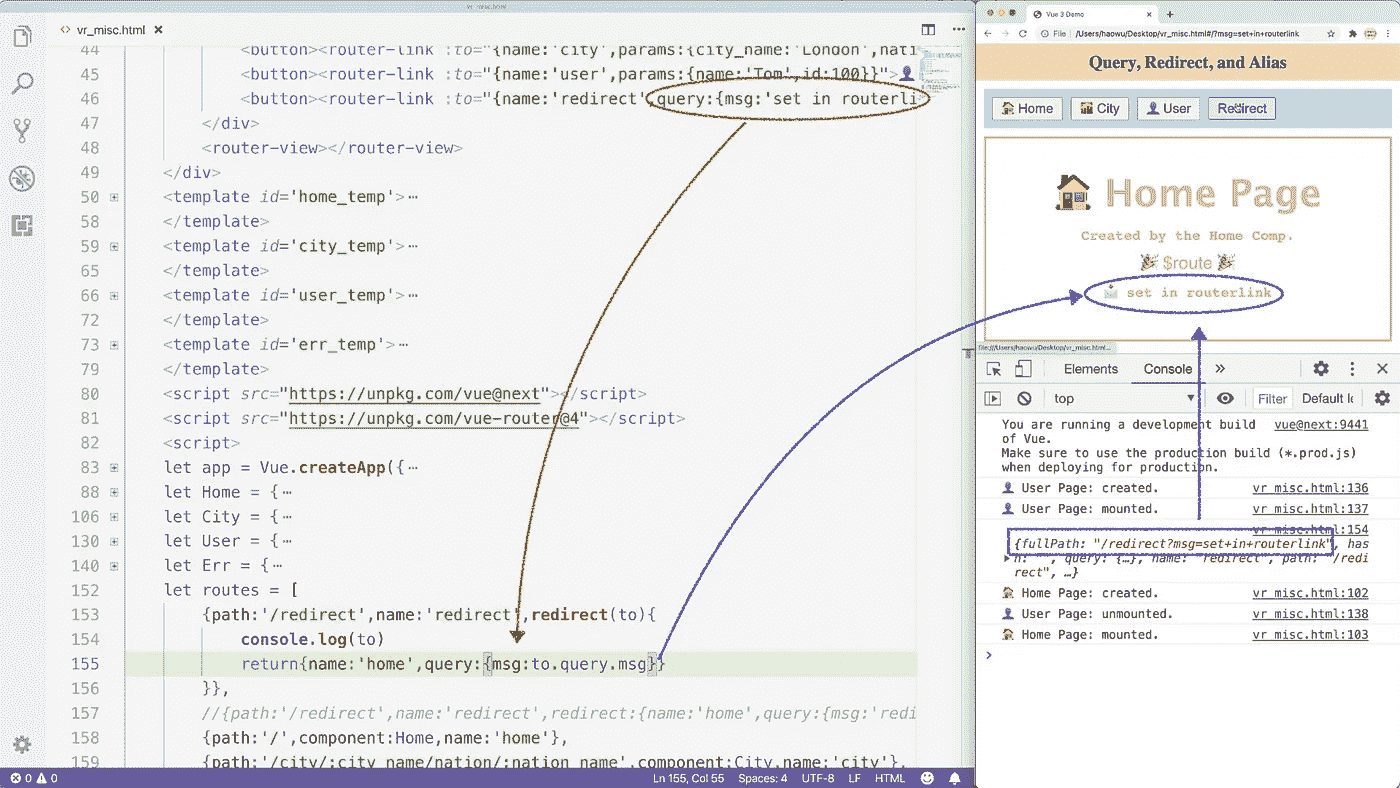 vr_misc.html
vr_misc.html
44 <button><router-link :to="{name:'city',params:{city_name:'London',nati
45 <button><router-link :to="{name:'user',params:{name:'Tom',id:100}}">
46 <button><router-link :to="{name:'redirect',query:{msg:'set in routerli
47 </div>
48 <router-view></router-view>
49 </div>
50 <template id='home_temp'>…
58 </template>
59 <template id='city_temp'>…
65 </template>
66 <template id='user_temp'>…
72 </template>
73 <template id='err_temp'>…
79 </template>
80 <script src="https://unpkg.com/vue@next"></script>
81 <script src="https://unpkg.com/vue-router@4"></script>
82 <script>
83 let app = Vue.createApp({…
88 let Home = {…
106 let City = {…
130 let User = {…
140 let Err = {…
152 let routes = [
153 {path:'/redirect',name:'redirect',redirect(to){
154 console.log(to)
155 return{name:'home',query:{msg:to.query.msg}}
156 }},
157 //{path:'/redirect',name:'redirect',redirect:{name:'home',query:{msg:'redi
158 {path:'/',component:Home,name:'home'},
159 {path:'/city/:city_name/nation/:nation_name',component:City,name:'city'},
0 0
Ln 155, Col 55 Spaces: 4 UTF-8 LF HTML
Vue 3 Demo
File /Users/haowu/Desktop/vr_misc.html#/?msg=set+in+routerlink
Query, Redirect, and Alias
Home City User Redirect
Home Page
Created by the Home Comp.
$route
set in routerlink
file:///Users/haowu/Desktop/vr_misc.html...
Elements Console »
top Filter Default l
You are running a development build vue@next:9441
of Vue.
Make sure to use the production build (*.prod.js)
when deploying for production.
User Page: created. vr_misc.html:136
User Page: mounted. vr_misc.html:137
vr_misc.html:154
{fullPath: "/redirect?msg=set+in+routerlink", has
h: "", query: {…}, name: "redirect", path: "/redi
rect", …}
Home Page: created. vr_misc.html:102
User Page: unmounted. vr_misc.html:138
Home Page: mounted. vr_misc.html:103